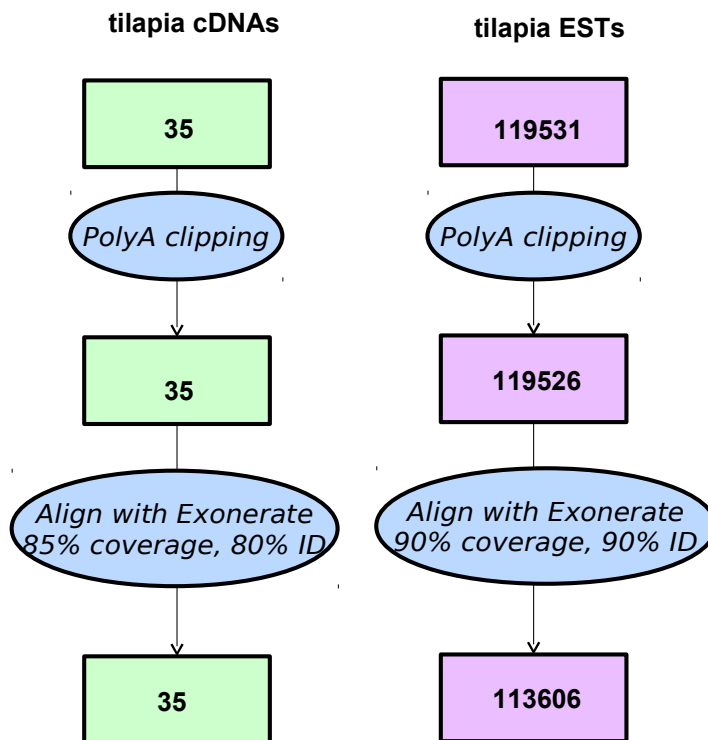 tilapia cDNAs
35
PolyA clipping
35
Align with Exonerate
85% coverage, 80% ID
35
tilapia ESTs
119531
PolyA clipping
119526
Align with Exonerate
90% coverage, 90% ID
113606